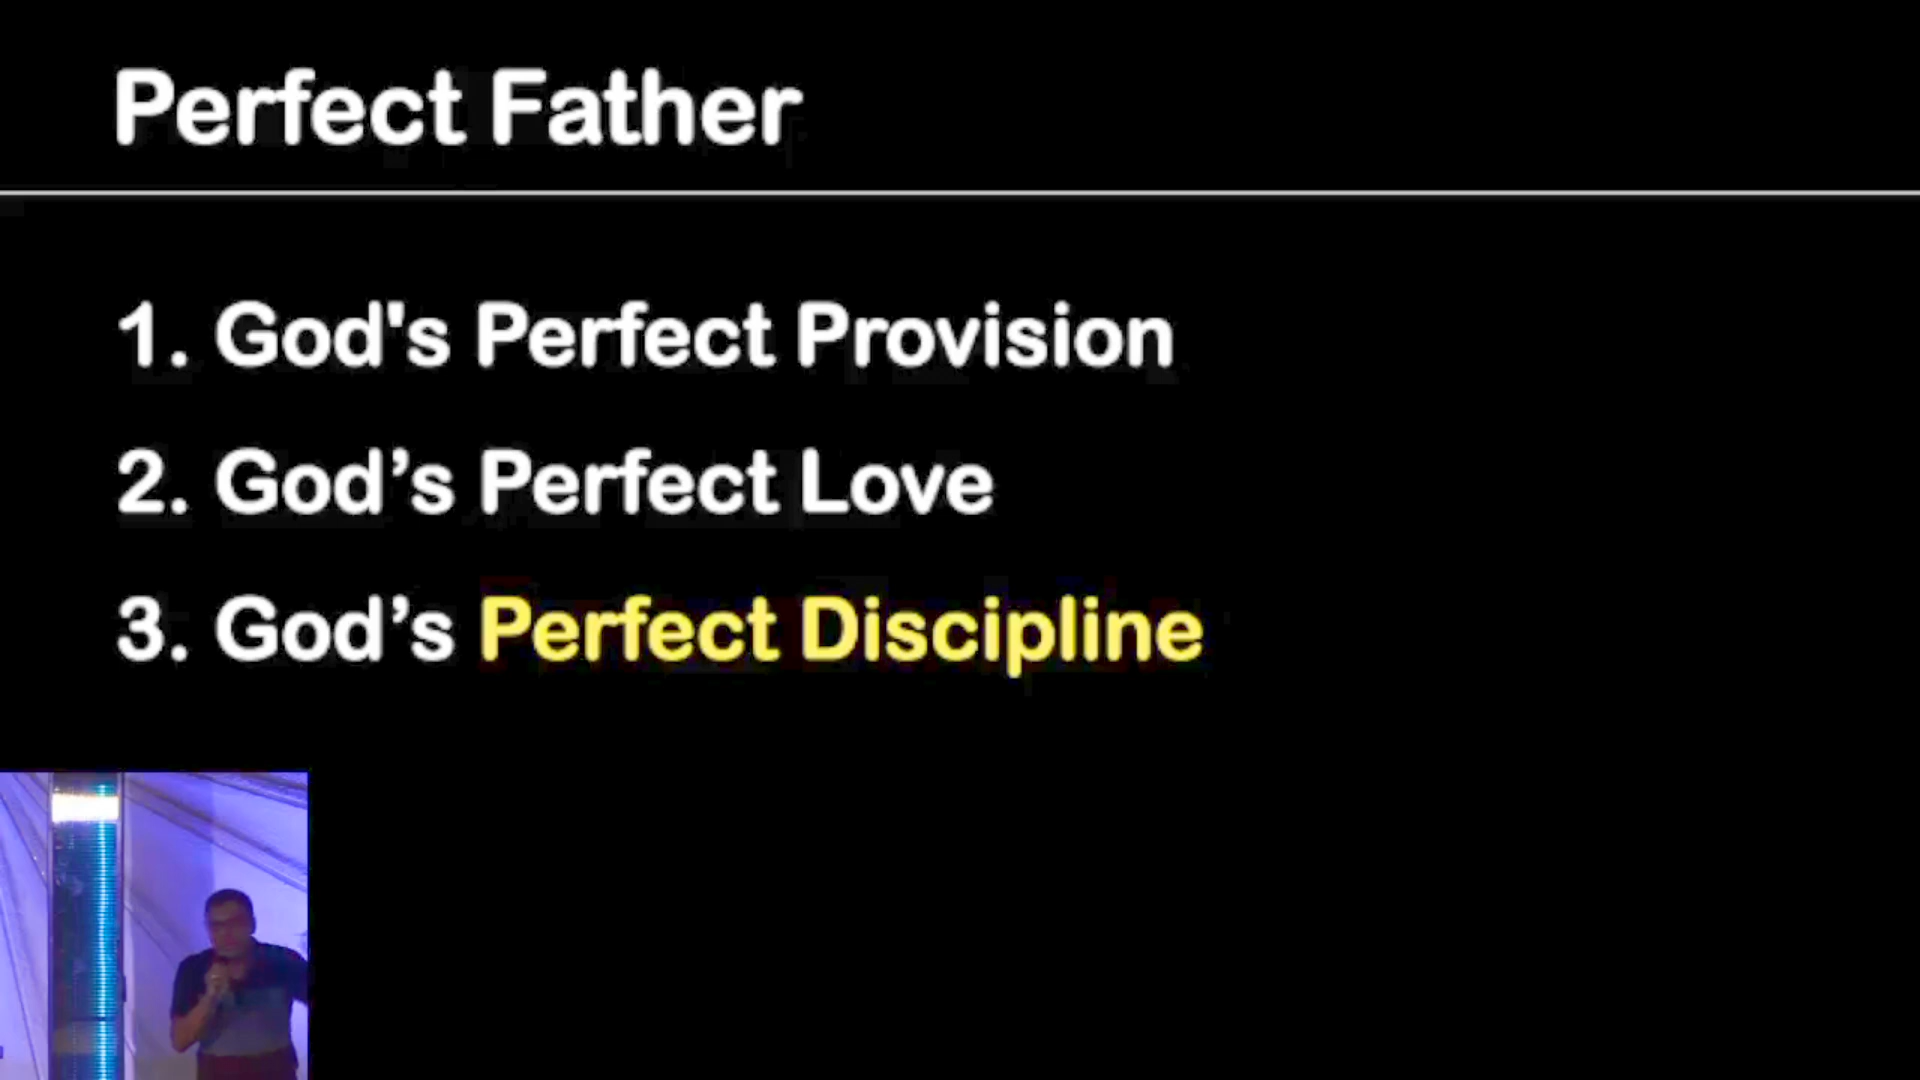 Perfect Father
1. God's Perfect Provision
2. God’s Perfect Love
3. God’s Perfect Discipline